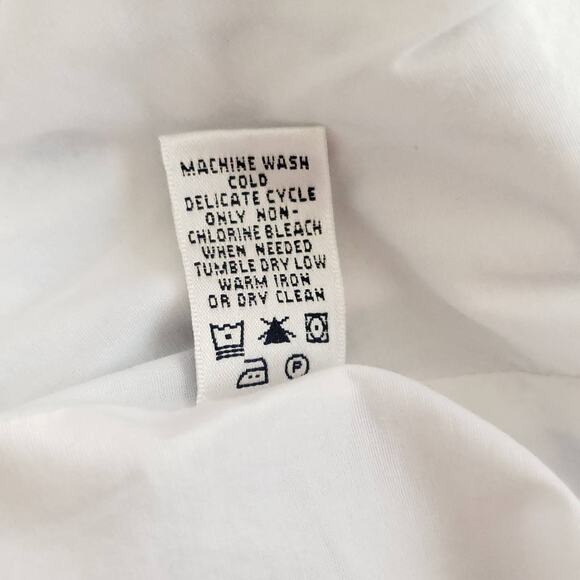 MACHINE WASH
COLD
DELICATE CYCLE
ONLY NON-
CHLORINE BLEACH
WHEN NEEDED
TUMBLE DRY LOW
WARM IRON
OR DRY CLEAN
P